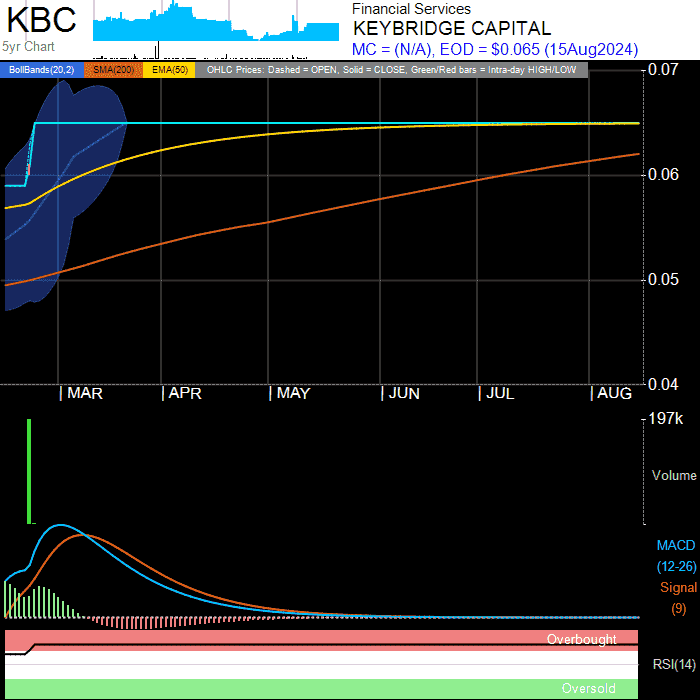 KBC
5yr Chart
Financial Services
KEYBRIDGE CAPITAL
MC = (N/A), EOD = $0.065 (15Aug2024)
BollBands(20,2) SMA(200) EMA(50) OHLC Prices: Dashed = OPEN, Solid = CLOSE, Green/Red bars = Intra-day HIGH/LOW
0.07
0.06
0.05
0.04
| MAR | APR | MAY | JUN | JUL | AUG
197k
Volume
MACD
(12-26)
Signal
(9)
Overbought
RSI(14)
Oversold